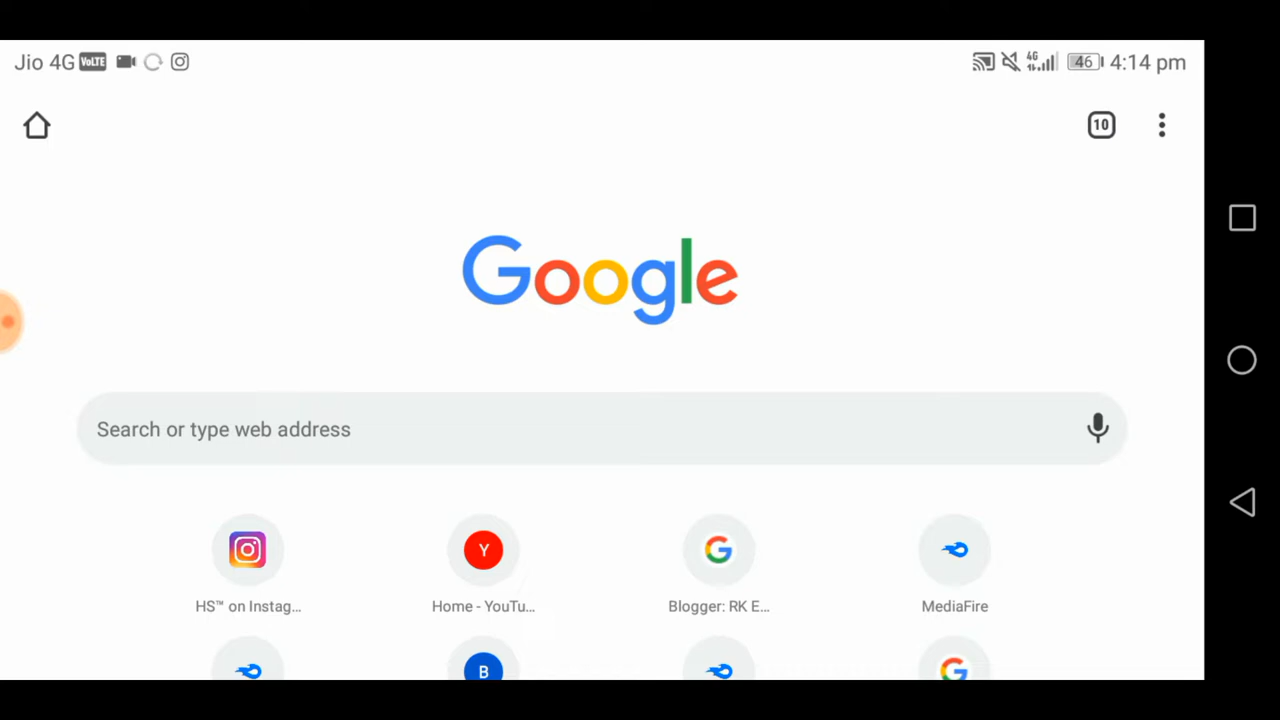 Jio 4G VoLTE 4G 46 4:14 pm
10
Google
Search or type web address
Y
HS™ on Instag... Home - YouTu... Blogger: RK E... MediaFire
B